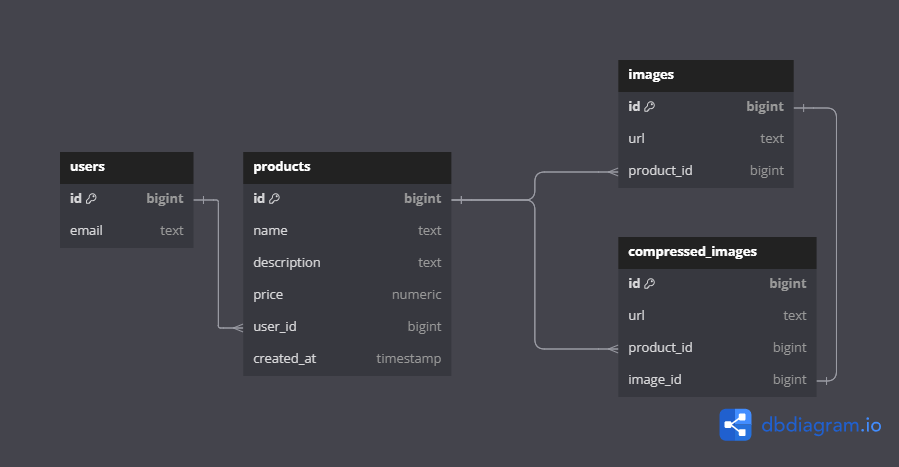 users
id bigint
email text
products
id bigint
name text
description text
price numeric
user_id bigint
created_at timestamp
images
id bigint
url text
product_id bigint
compressed_images
id bigint
url text
product_id bigint
image_id bigint
dbdiagram.io